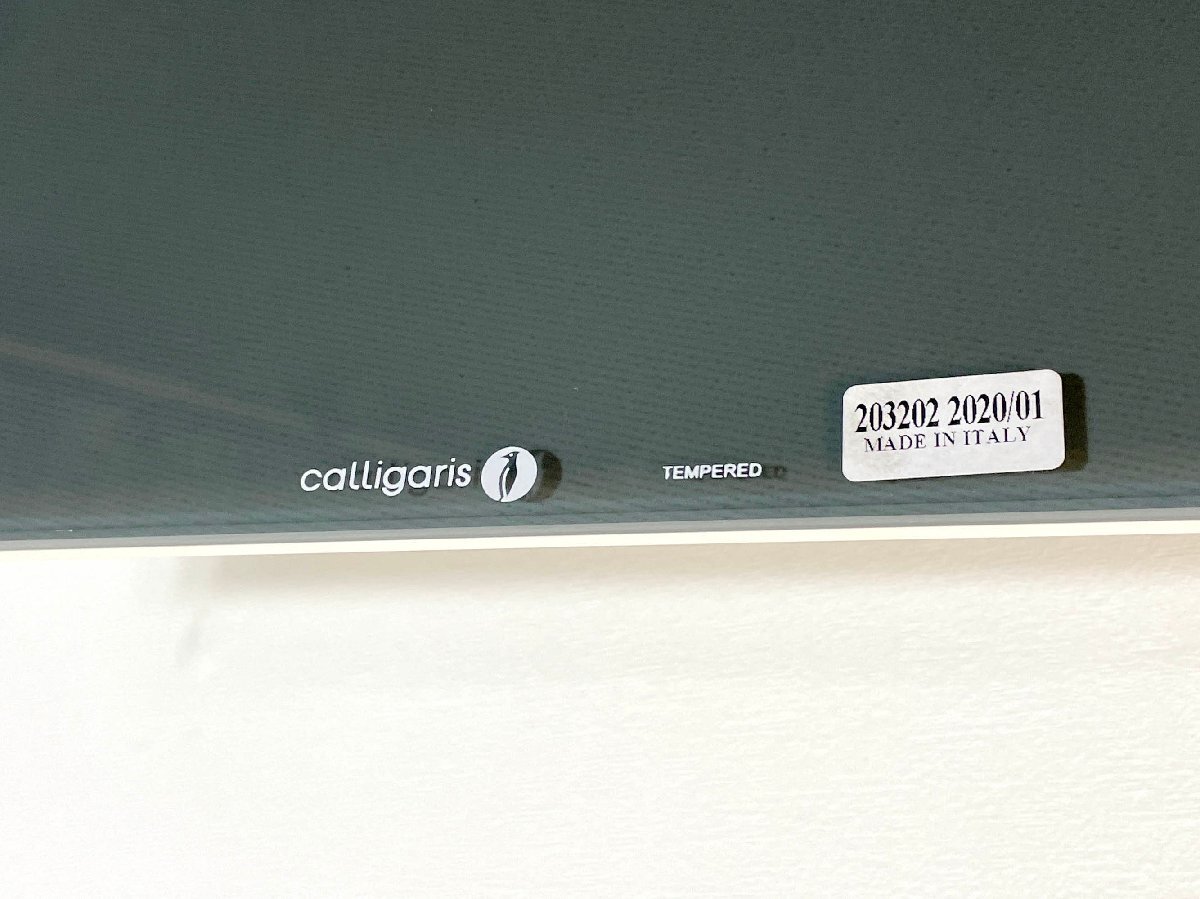 203202 2020/01
MADE IN ITALY
calligaris
TEMPERED